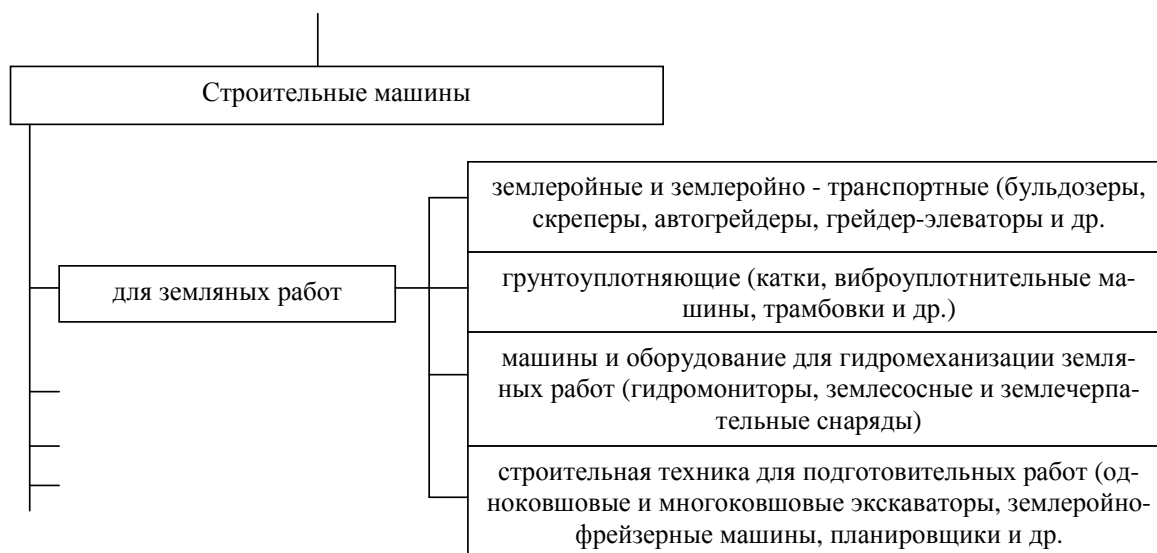 Строительные машины
землеройные и землеройно - транспортные (бульдозеры,
скреперы, автогрейдеры, грейдер-элеваторы и др.
для земляных работ
грунтоуплотняющие (катки, виброуплотнительные ма-
шины, трамбовки и др.)
машины и оборудование для гидромеханизации земля-
ных работ (гидромониторы, землесосные и землечерпа-
тельные снаряды)
строительная техника для подготовительных работ (од-
ноковшовые и многоковшовые экскаваторы, землеройно-
фрейзерные машины, планировщики и др.